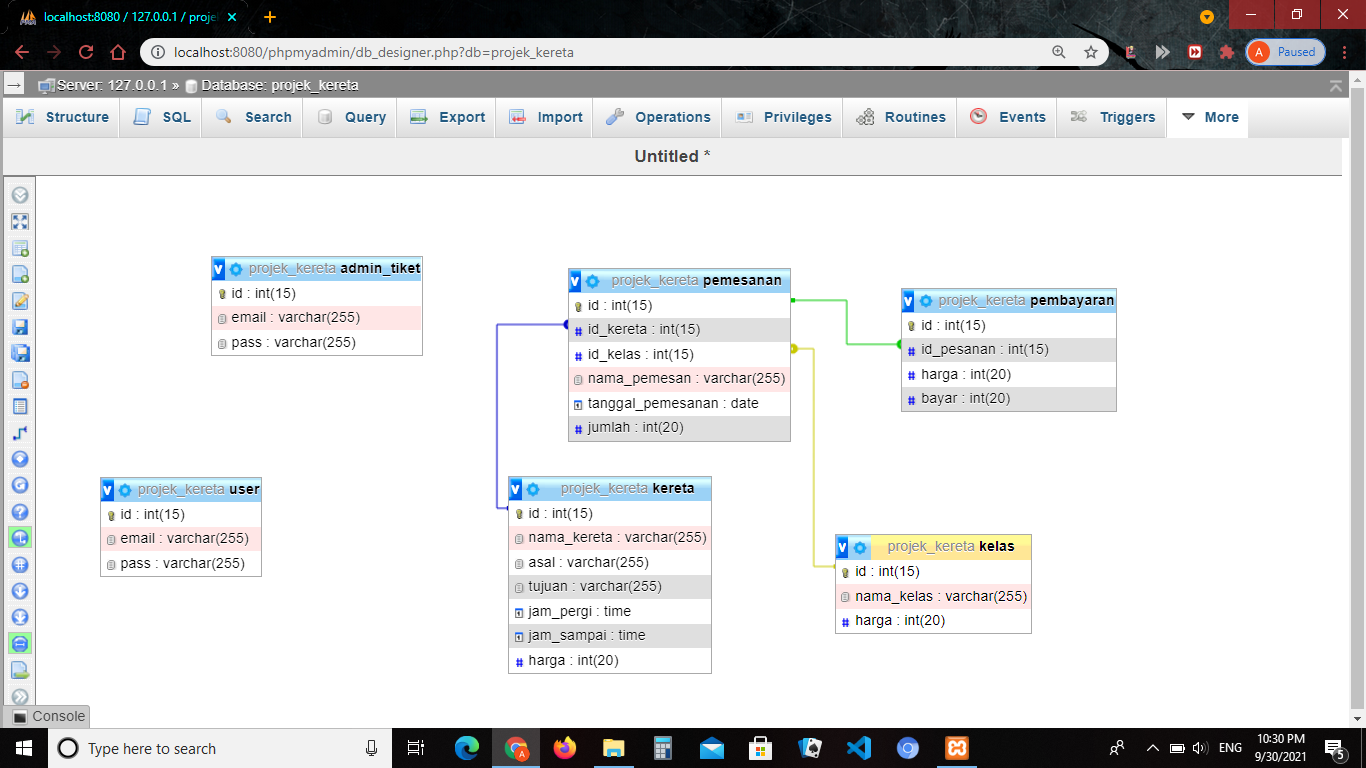 localhost:8080 / 127.0.0.1 / proje
localhost:8080/phpmyadmin/db_designer.php?db=projek_kereta
A Paused
Server: 127.0.0.1 » Database: projek_kereta
Structure SQL Search Query Export Import Operations Privileges Routines Events Triggers More
Untitled *
projek_kereta admin_tiket
id : int(15)
email : varchar(255)
pass : varchar(255)
projek_kereta pemesanan
id : int(15)
id_kereta : int(15)
id_kelas : int(15)
nama_pemesan : varchar(255)
tanggal_pemesanan : date
jumlah : int(20)
projek_kereta pembayaran
id : int(15)
id_pesanan : int(15)
harga : int(20)
bayar : int(20)
projek_kereta user
id : int(15)
email : varchar(255)
pass : varchar(255)
projek_kereta kereta
id : int(15)
nama_kereta : varchar(255)
asal : varchar(255)
tujuan : varchar(255)
jam_pergi : time
jam_sampai : time
harga : int(20)
projek_kereta kelas
id : int(15)
nama_kelas : varchar(255)
harga : int(20)
Console
Type here to search
ENG
10:30 PM
9/30/2021
5